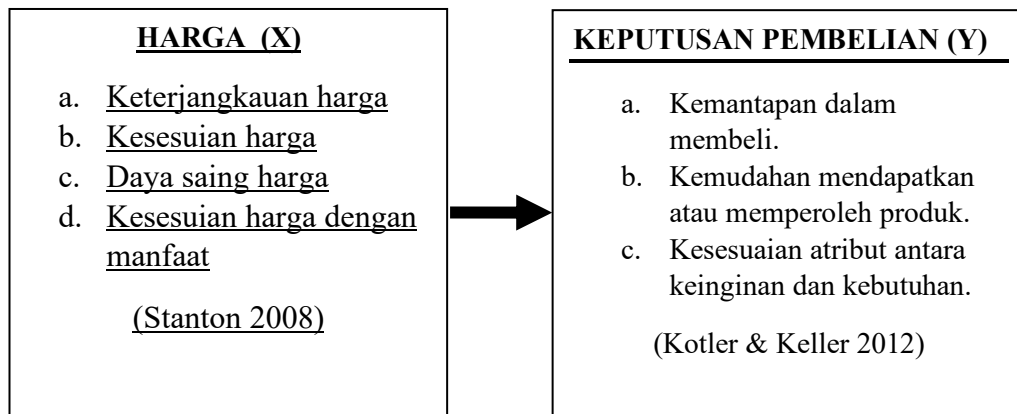 HARGA (X)
a. Keterjangkauan harga
b. Kesesuian harga
c. Daya saing harga
d. Kesesuian harga dengan
manfaat
(Stanton 2008)
KEPUTUSAN PEMBELIAN (Y)
a. Kemantapan dalam
membeli.
b. Kemudahan mendapatkan
atau memperoleh produk.
c. Kesesuaian atribut antara
keinginan dan kebutuhan.
(Kotler & Keller 2012)